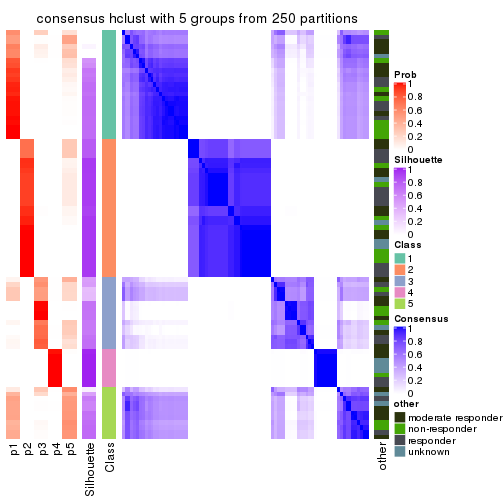 consensus hclust with 5 groups from 250 partitions
Prob
1
0.8
0.6
0.4
0.2
0
Silhouette
1
0.8
0.6
0.4
0.2
0
Class
1
2
3
4
5
Consensus
1
0.8
0.6
0.4
0.2
0
other
moderate responder
non-responder
responder
unknown
p1
p2
p3
p4
p5
Silhouette
Class
other